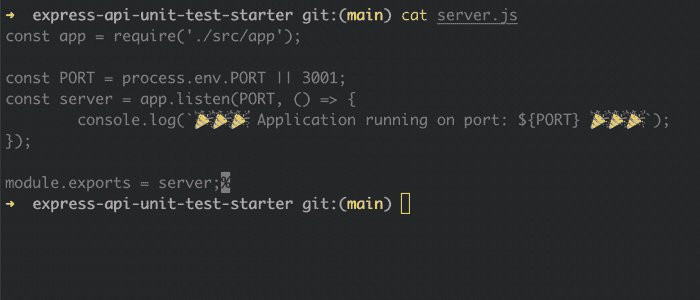 ➜  express-api-unit-test-starter git:(main) cat server.js
const app = require('./src/app');

const PORT = process.env.PORT || 3001;
const server = app.listen(PORT, () => {
        console.log(`🎉🎉🎉 Application running on port: ${PORT} 🎉🎉🎉`);
});

module.exports = server;%
➜  express-api-unit-test-starter git:(main)